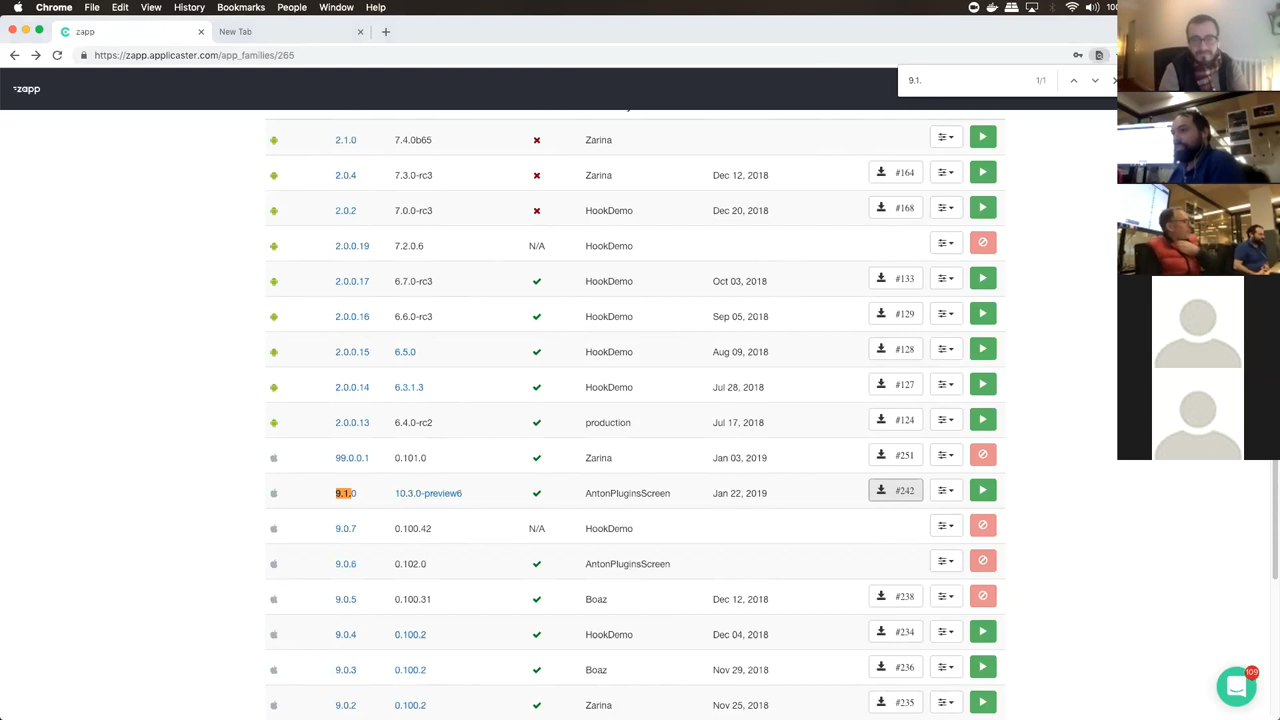 Chrome File Edit View History Bookmarks People Window Help 100
zapp New Tab
https://zapp.applicaster.com/app_families/265
9.1. 1/1
zapp
2.1.0 7.4.0b65 Zarina
2.0.4 7.3.0-rc3 Zarina Dec 12, 2018 #164
2.0.2 7.0.0-rc3 HookDemo Dec 20, 2018 #168
2.0.0.19 7.2.0.6 N/A HookDemo
2.0.0.17 6.7.0-rc3 HookDemo Oct 03, 2018 #133
2.0.0.16 6.6.0-rc3 HookDemo Sep 05, 2018 #129
2.0.0.15 6.5.0 HookDemo Aug 09, 2018 #128
2.0.0.14 6.3.1.3 HookDemo Jul 28, 2018 #127
2.0.0.13 6.4.0-rc2 production Jul 17, 2018 #124
99.0.0.1 0.101.0 Zarina Jan 03, 2019 #251
9.1.0 10.3.0-preview6 AntonPluginsScreen Jan 22, 2019 #242
9.0.7 0.100.42 N/A HookDemo
9.0.6 0.102.0 AntonPluginsScreen
9.0.5 0.100.31 Boaz Dec 12, 2018 #238
9.0.4 0.100.2 HookDemo Dec 04, 2018 #234
9.0.3 0.100.2 Boaz Nov 29, 2018 #236
9.0.2 0.100.2 Zarina Nov 25, 2018 #235
109